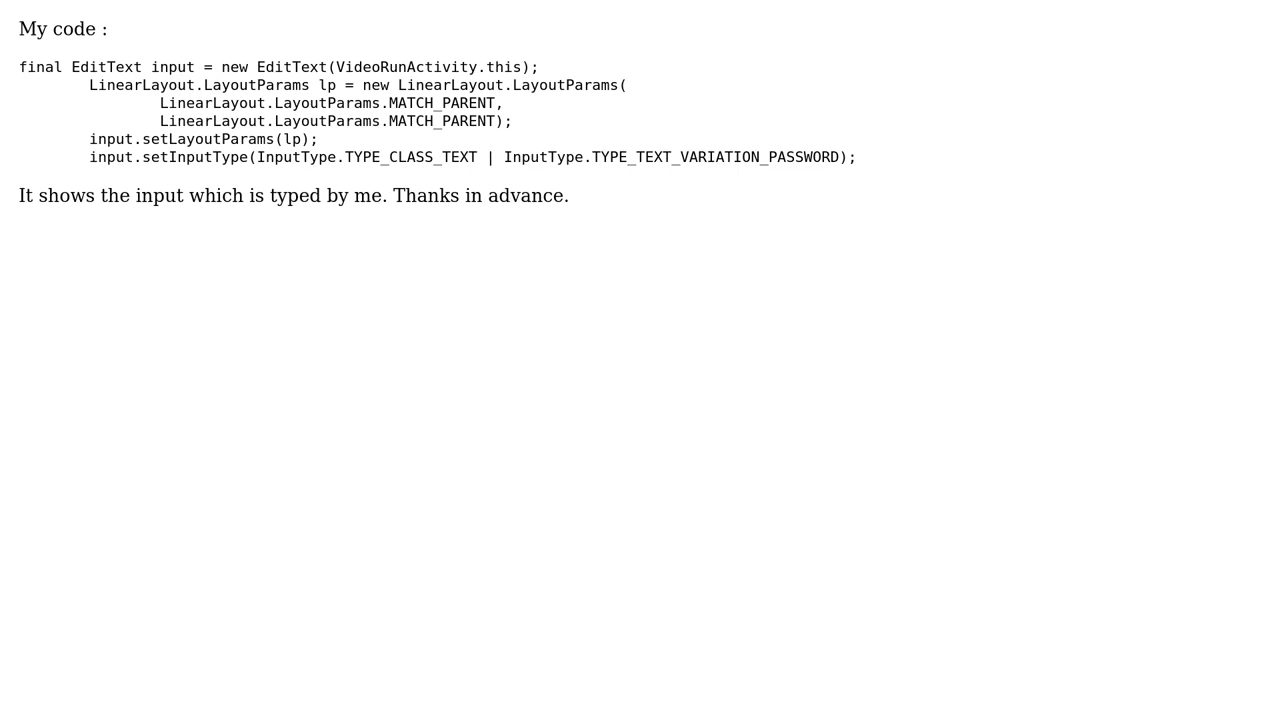 My code :
final EditText input = new EditText(VideoRunActivity.this);
        LinearLayout.LayoutParams lp = new LinearLayout.LayoutParams(
                LinearLayout.LayoutParams.MATCH_PARENT,
                LinearLayout.LayoutParams.MATCH_PARENT);
        input.setLayoutParams(lp);
        input.setInputType(InputType.TYPE_CLASS_TEXT | InputType.TYPE_TEXT_VARIATION_PASSWORD);
It shows the input which is typed by me. Thanks in advance.